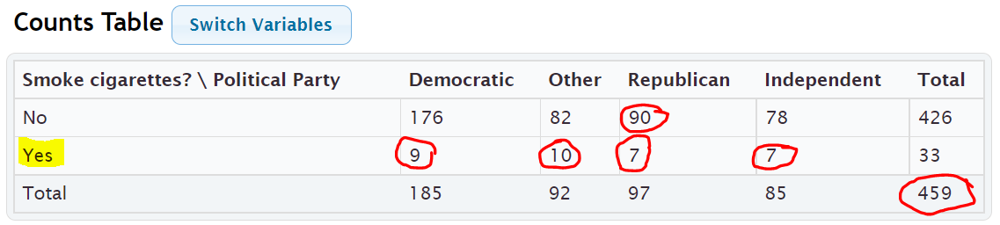 Counts Table Switch Variables
Smoke cigarettes? \ Political Party Democratic Other Republican Independent Total
No 176 82 90 78 426
Yes 9 10 7 7 33
Total 185 92 97 85 459